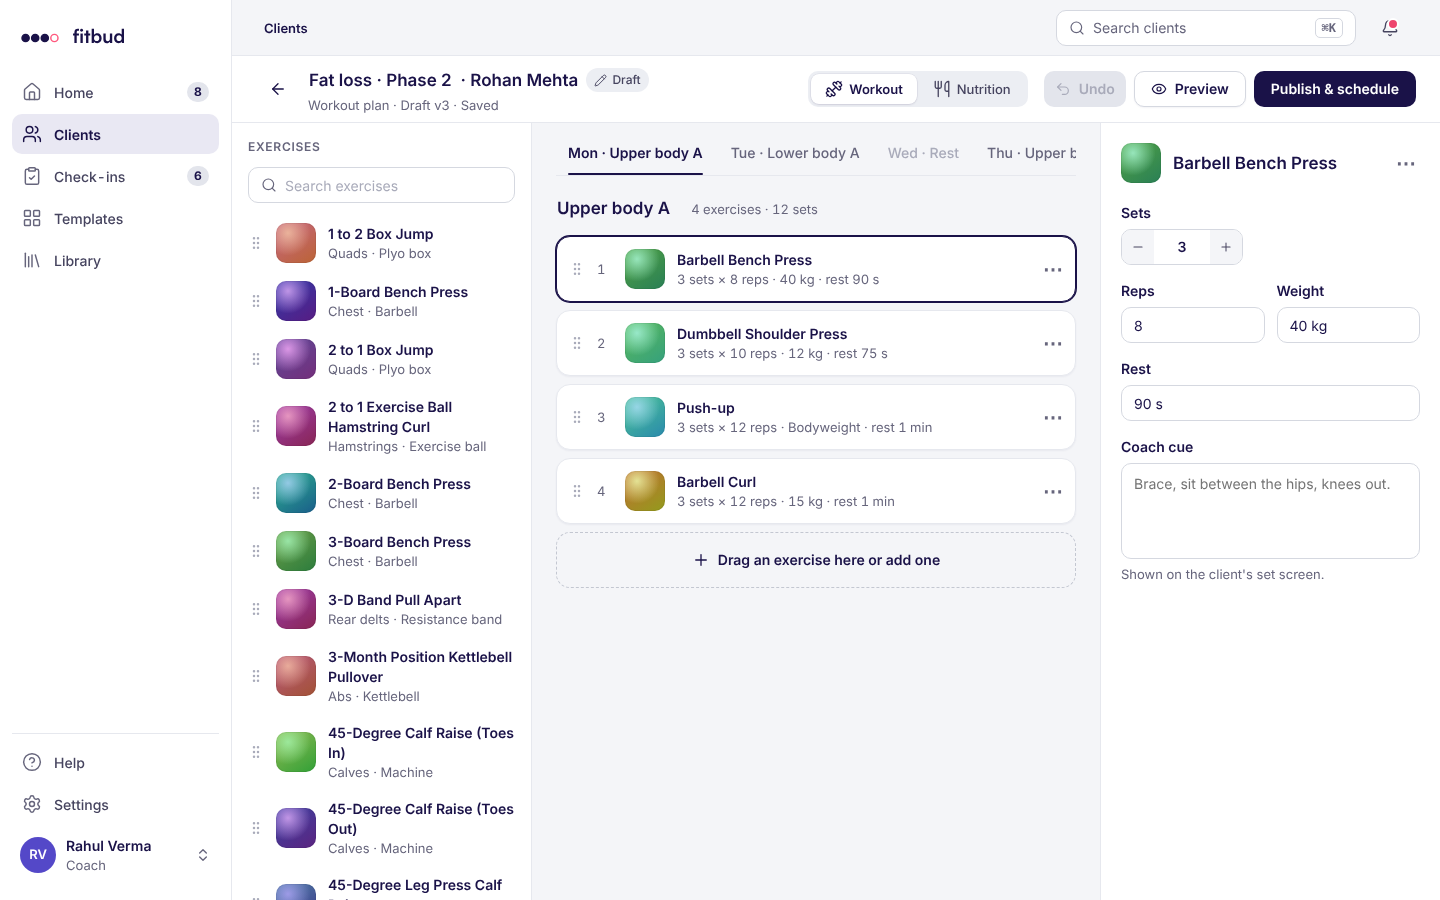 fitbud
Home 8
Clients
Check-ins 6
Templates
Library
Help
Settings
RV
Rahul Verma
Coach
Clients
Search clients
⌘K
Fat loss · Phase 2 · Rohan Mehta
Draft
Workout plan · Draft v3 · Saved
Workout
Nutrition
Undo
Preview
Publish & schedule
EXERCISES
Search exercises
1 to 2 Box Jump
Quads · Plyo box
1-Board Bench Press
Chest · Barbell
2 to 1 Box Jump
Quads · Plyo box
2 to 1 Exercise Ball
Hamstring Curl
Hamstrings · Exercise ball
2-Board Bench Press
Chest · Barbell
3-Board Bench Press
Chest · Barbell
3-D Band Pull Apart
Rear delts · Resistance band
3-Month Position Kettlebell
Pullover
Abs · Kettlebell
45-Degree Calf Raise (Toes
In)
Calves · Machine
45-Degree Calf Raise (Toes
Out)
Calves · Machine
45-Degree Leg Press Calf
Mon · Upper body A
Tue · Lower body A
Wed · Rest
Thu · Upper b
Upper body A
4 exercises · 12 sets
1
Barbell Bench Press
3 sets × 8 reps · 40 kg · rest 90 s
2
Dumbbell Shoulder Press
3 sets × 10 reps · 12 kg · rest 75 s
3
Push-up
3 sets × 12 reps · Bodyweight · rest 1 min
4
Barbell Curl
3 sets × 12 reps · 15 kg · rest 1 min
Drag an exercise here or add one
Barbell Bench Press
Sets
− 3 +
Reps
8
Weight
40 kg
Rest
90 s
Coach cue
Brace, sit between the hips, knees out.
Shown on the client's set screen.